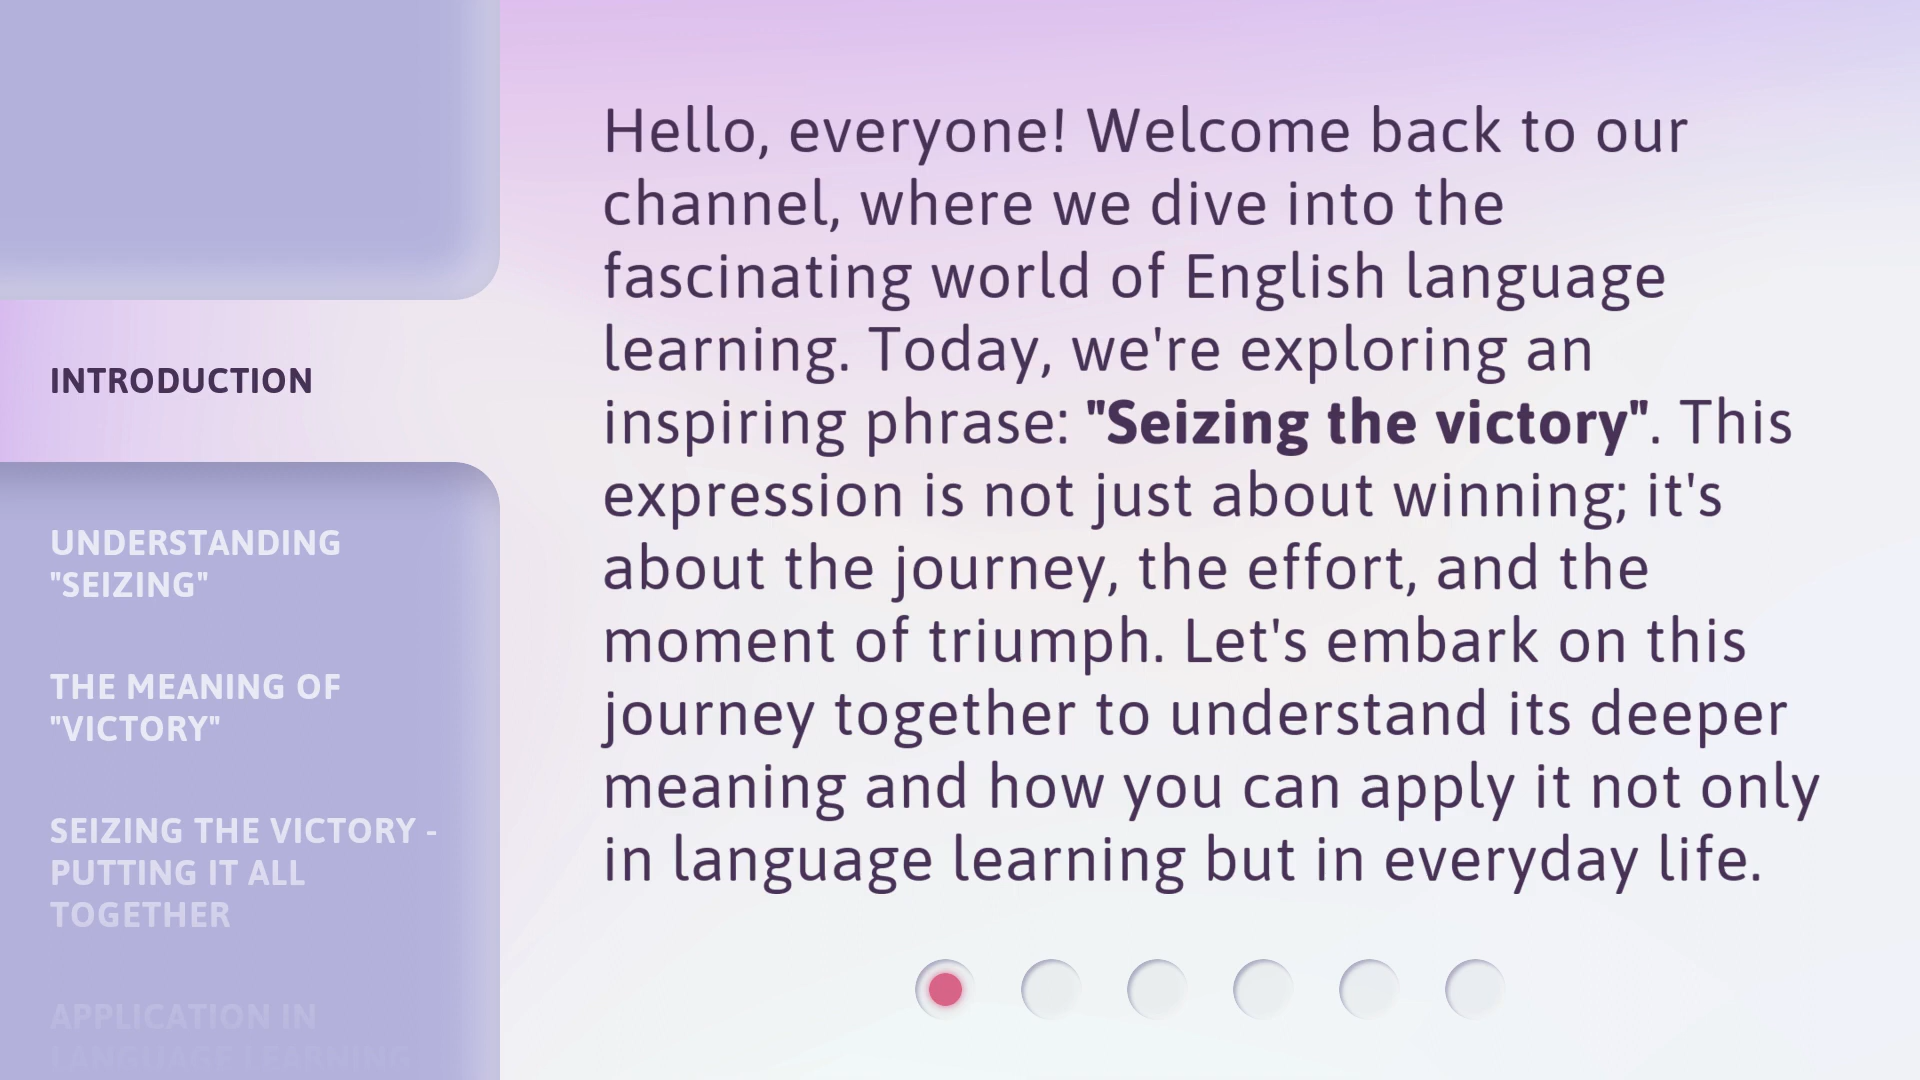 INTRODUCTION
UNDERSTANDING
"SEIZING"
THE MEANING OF
"VICTORY"
SEIZING THE VICTORY -
PUTTING IT ALL
TOGETHER
APPLICATION IN
LANGUAGE LEARNING
Hello, everyone! Welcome back to our
channel, where we dive into the
fascinating world of English language
learning. Today, we're exploring an
inspiring phrase: "Seizing the victory". This
expression is not just about winning; it's
about the journey, the effort, and the
moment of triumph. Let's embark on this
journey together to understand its deeper
meaning and how you can apply it not only
in language learning but in everyday life.